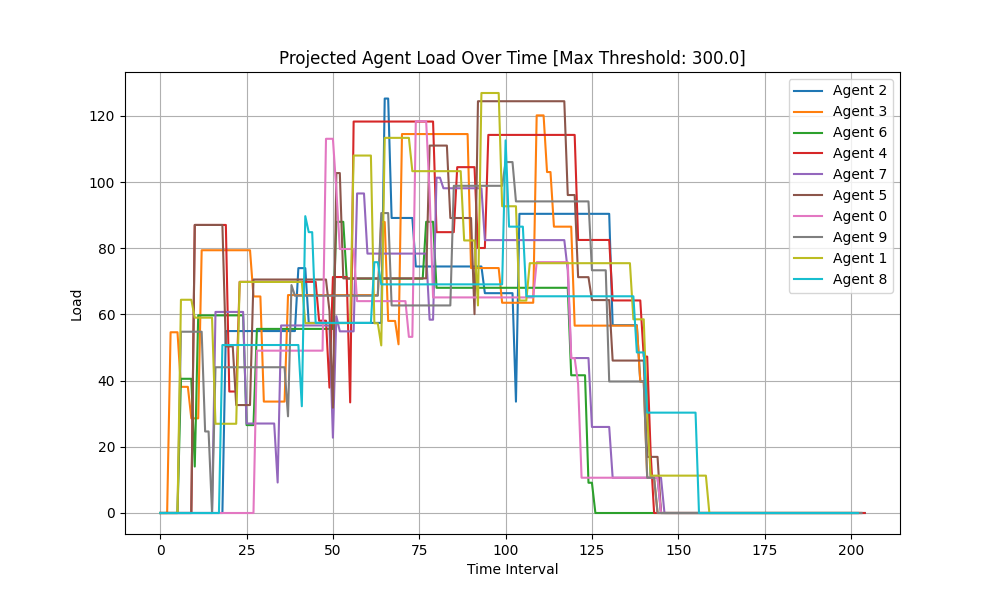 Projected Agent Load Over Time [Max Threshold: 300.0]
Load
120
100
80
60
40
20
0
Agent 2
Agent 3
Agent 6
Agent 4
Agent 7
Agent 5
Agent 0
Agent 9
Agent 1
Agent 8
0 25 50 75 100 125 150 175 200
Time Interval